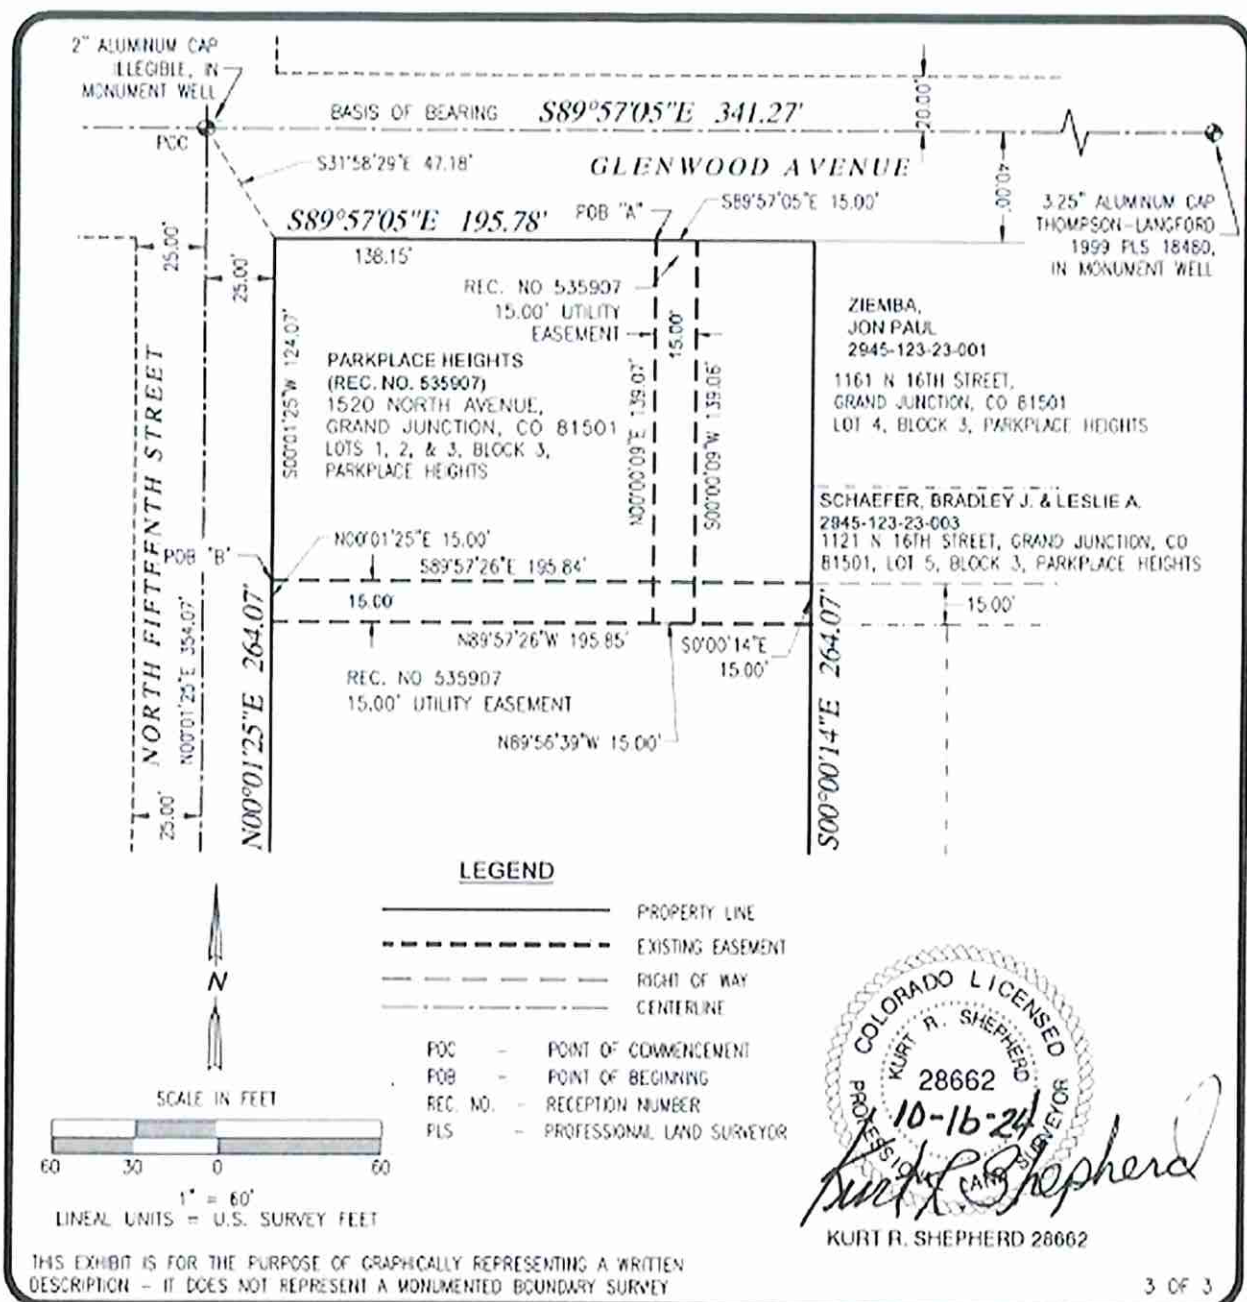 2" ALUMINUM CAP
ILLEGIBLE, IN
MONUMENT WELL
BASIS OF BEARING S89°57'05"E 341.27'
20.00'
POC
S31°58'29"E 47.18'
GLENWOOD AVENUE
40.00'
S89°57'05"E 195.78'
POB "A"
S89°57'05"E 15.00'
3.25" ALUMINUM CAP
THOMPSON-LANGFORD
1999 PLS 18480,
IN MONUMENT WELL
25.00'
25.00'
138.15'
REC. NO 535907
15.00' UTILITY
EASEMENT
15.00'
ZIEMBA,
JON PAUL
2945-123-23-001
1161 N 16TH STREET,
GRAND JUNCTION, CO 81501
LOT 4, BLOCK 3, PARKPLACE HEIGHTS
S00°01'25"W 124.07'
PARKPLACE HEIGHTS
(REC. NO. 535907)
1520 NORTH AVENUE,
GRAND JUNCTION, CO 81501
LOTS 1, 2, & 3, BLOCK 3,
PARKPLACE HEIGHTS
N00°00'09"E 139.07'
S00°00'09"W 139.06'
NORTH FIFTEENTH STREET
N00°01'25"E 354.07'
SCHAEFER, BRADLEY J. & LESLIE A.
2945-123-23-003
1121 N 16TH STREET, GRAND JUNCTION, CO
81501, LOT 5, BLOCK 3, PARKPLACE HEIGHTS
POB "B"
N00°01'25"E 15.00'
S89°57'26"E 195.84'
15.00'
15.00'
N89°57'26"W 195.85'
S0°00'14"E
15.00'
REC. NO 535907
15.00' UTILITY EASEMENT
N89°56'39"W 15.00'
N00°01'25"E 264.07'
S00°00'14"E 264.07'
25.00'
LEGEND
PROPERTY LINE
EXISTING EASEMENT
RIGHT OF WAY
CENTERLINE
N
POC - POINT OF COMMENCEMENT
POB - POINT OF BEGINNING
REC. NO. - RECEPTION NUMBER
PLS - PROFESSIONAL LAND SURVEYOR
SCALE IN FEET
60 30 0 60
1" = 60'
LINEAL UNITS = U.S. SURVEY FEET
COLORADO LICENSED
KURT R. SHEPHERD
28662
10-16-24
PROFESSIONAL LAND SURVEYOR
Kurt R Shepherd
KURT R. SHEPHERD 28662
THIS EXHIBIT IS FOR THE PURPOSE OF GRAPHICALLY REPRESENTING A WRITTEN
DESCRIPTION - IT DOES NOT REPRESENT A MONUMENTED BOUNDARY SURVEY
3 OF 3